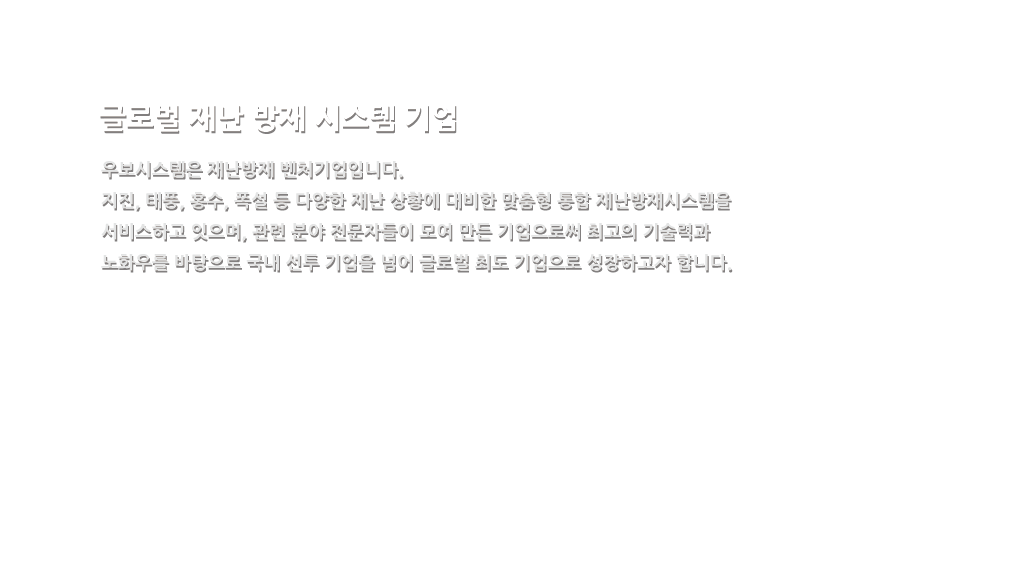 글로벌 재난 방재 시스템 기업
우보시스템은 재난방재 벤처기업입니다.
지진, 태풍, 홍수, 폭설 등 다양한 재난 상황에 대비한 맞춤형 통합 재난방재시스템을
서비스하고 잇으며, 관련 분야 전문자들이 모여 만든 기업으로써 최고의 기술력과
노화우를 바탕으로 국내 선투 기업을 넘어 글로벌 최도 기업으로 성장하고자 합니다.